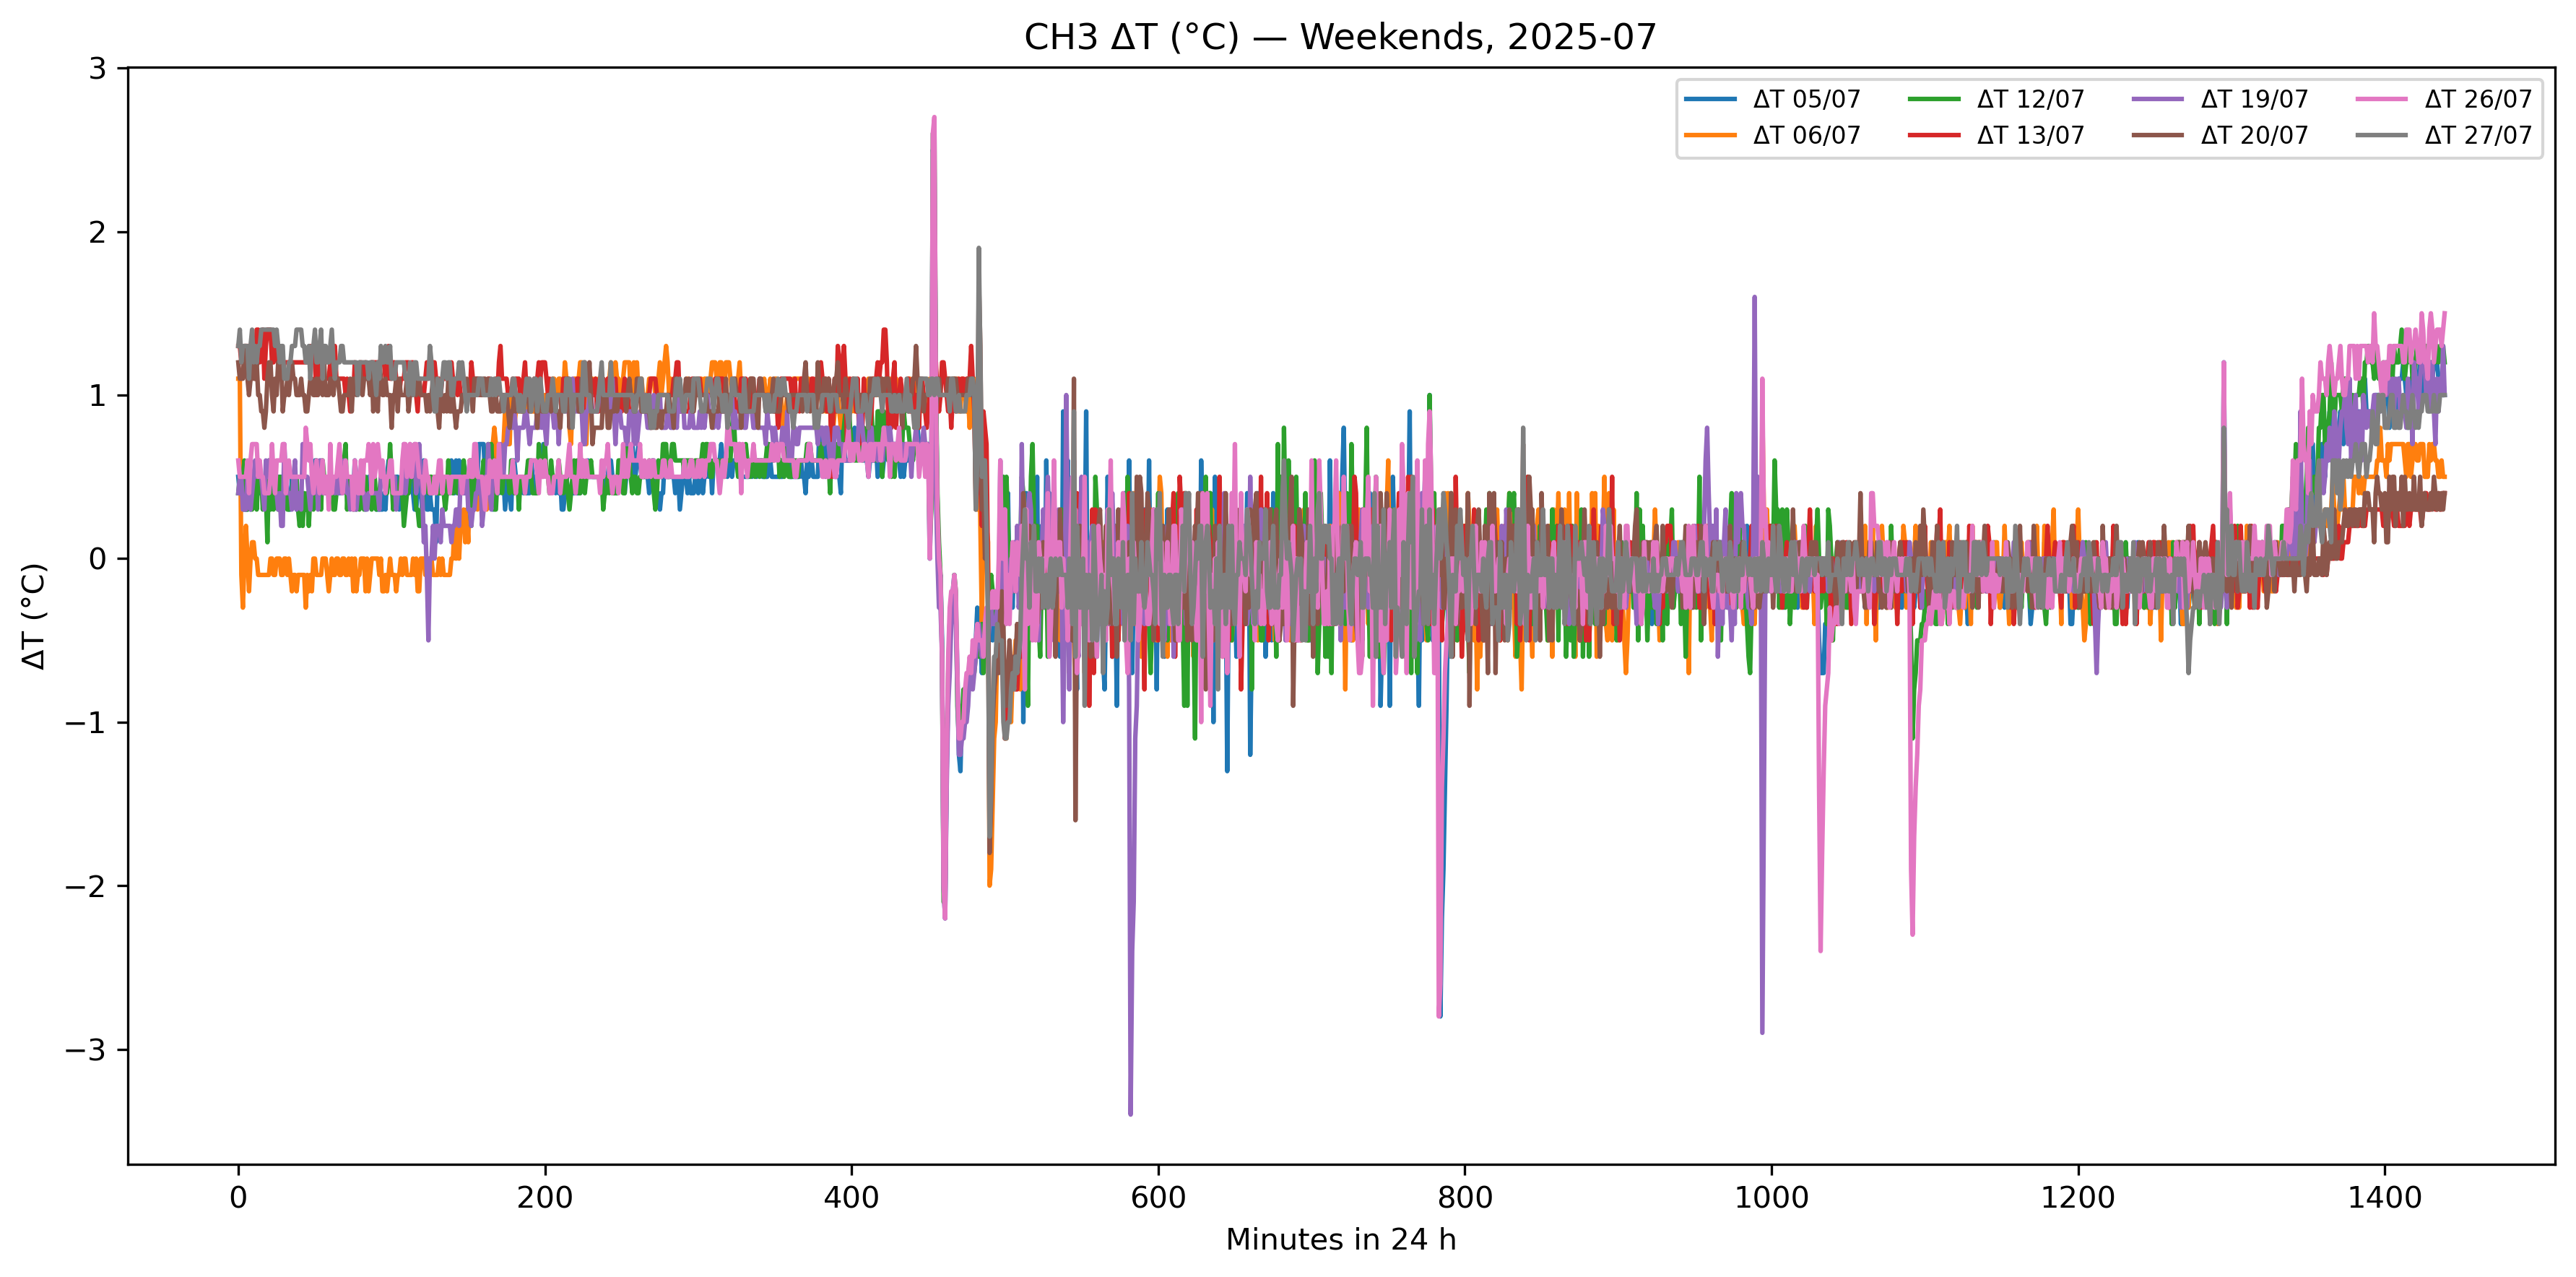 CH3 ΔT (°C) — Weekends, 2025-07
ΔT 05/07
ΔT 06/07
ΔT 12/07
ΔT 13/07
ΔT 19/07
ΔT 20/07
ΔT 26/07
ΔT 27/07
ΔT (°C)
3
2
1
0
−1
−2
−3
0 200 400 600 800 1000 1200 1400
Minutes in 24 h